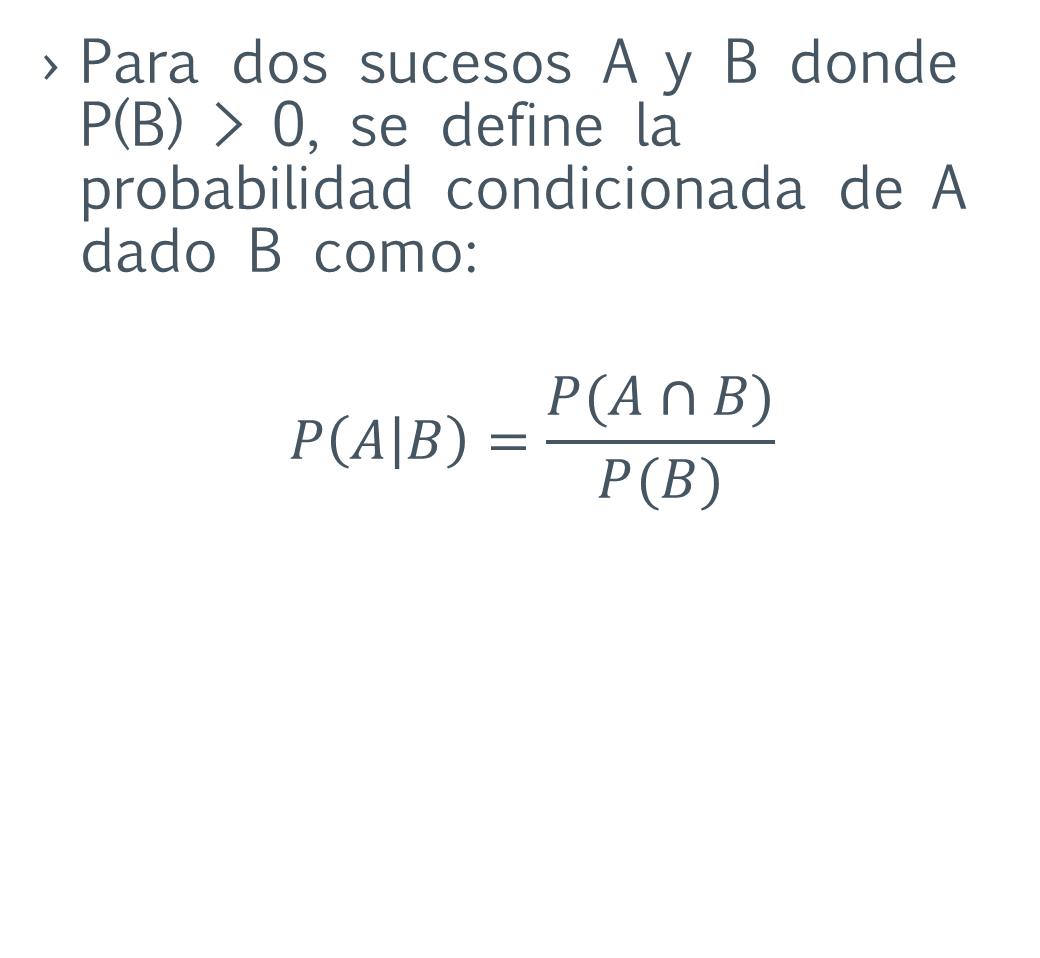 › Para dos sucesos A y B donde
P(B) > 0, se define la
probabilidad condicionada de A
dado B como:
P(A|B) = P(A ∩ B) / P(B)